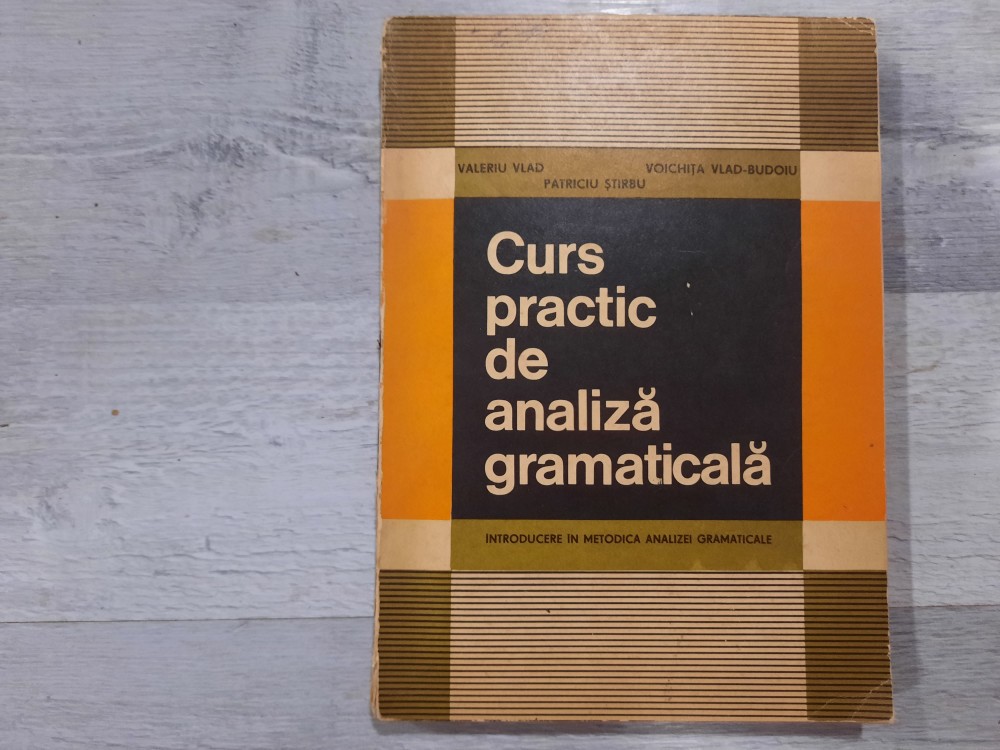 VALERIU VLAD VOICHIȚA VLAD-BUDOIU
PATRICIU ȘTIRBU
Curs
practic
de
analiză
gramaticală
INTRODUCERE ÎN METODICA ANALIZEI GRAMATICALE